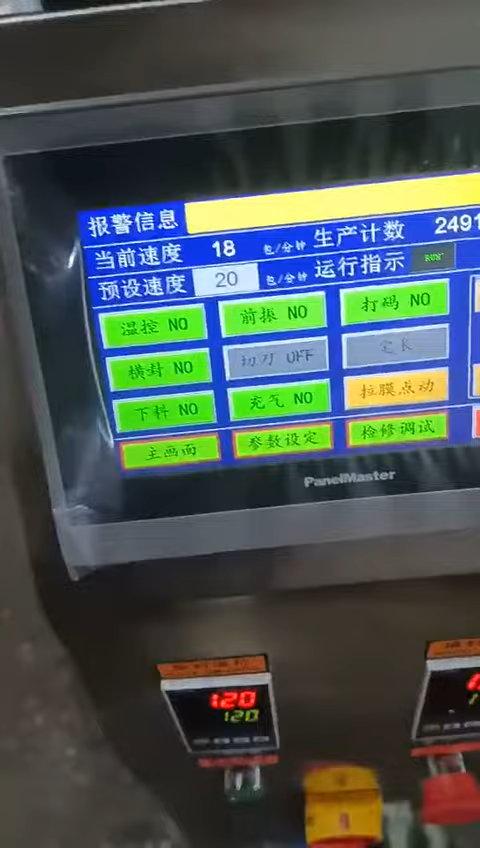 报警信息
当前速度 18 包/分钟 生产计数 2491
预设速度 20 包/分钟 运行指示 RUN
温控 NO 前振 NO 打码 NO
横封 NO 切刀 OFF 定长
下料 NO 充气 NO 拉膜点动
主画面 参数设定 检修调试
PanelMaster
120
120